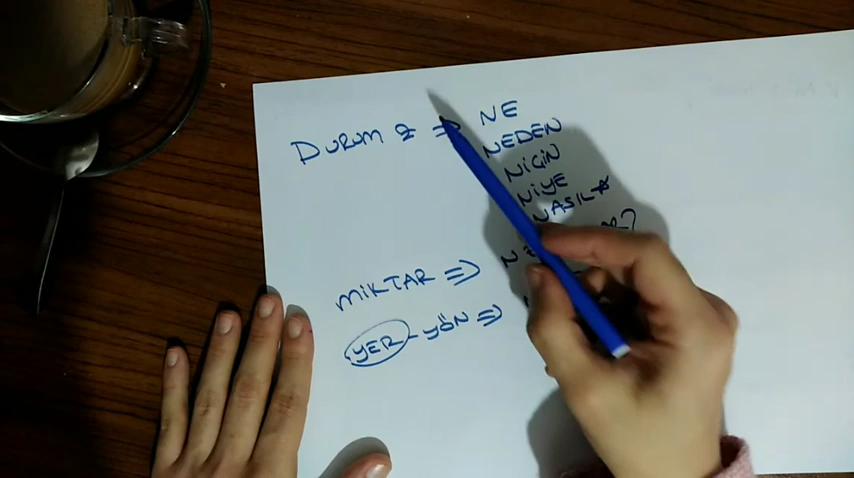 DURUM Z ⇒ NE
NEDEN
NİÇİN
NİYE
NASIL*
MİKTAR ⇒
YER - YÖN ⇒